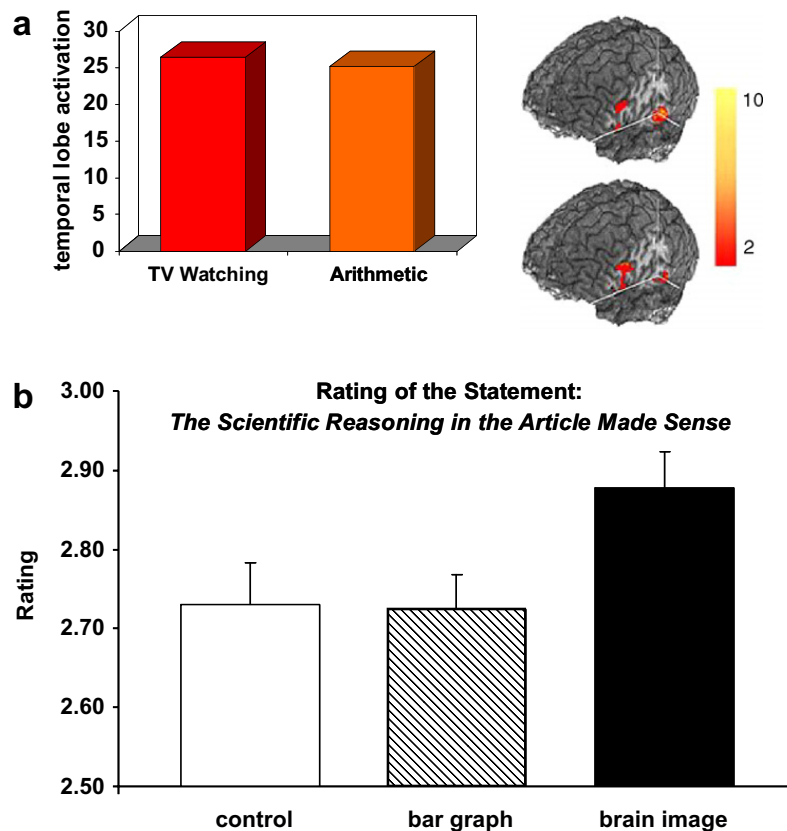 a
temporal lobe activation
30
25
20
15
10
5
0
TV Watching
Arithmetic
10
2
b
Rating of the Statement:
The Scientific Reasoning in the Article Made Sense
Rating
3.00
2.90
2.80
2.70
2.60
2.50
control
bar graph
brain image